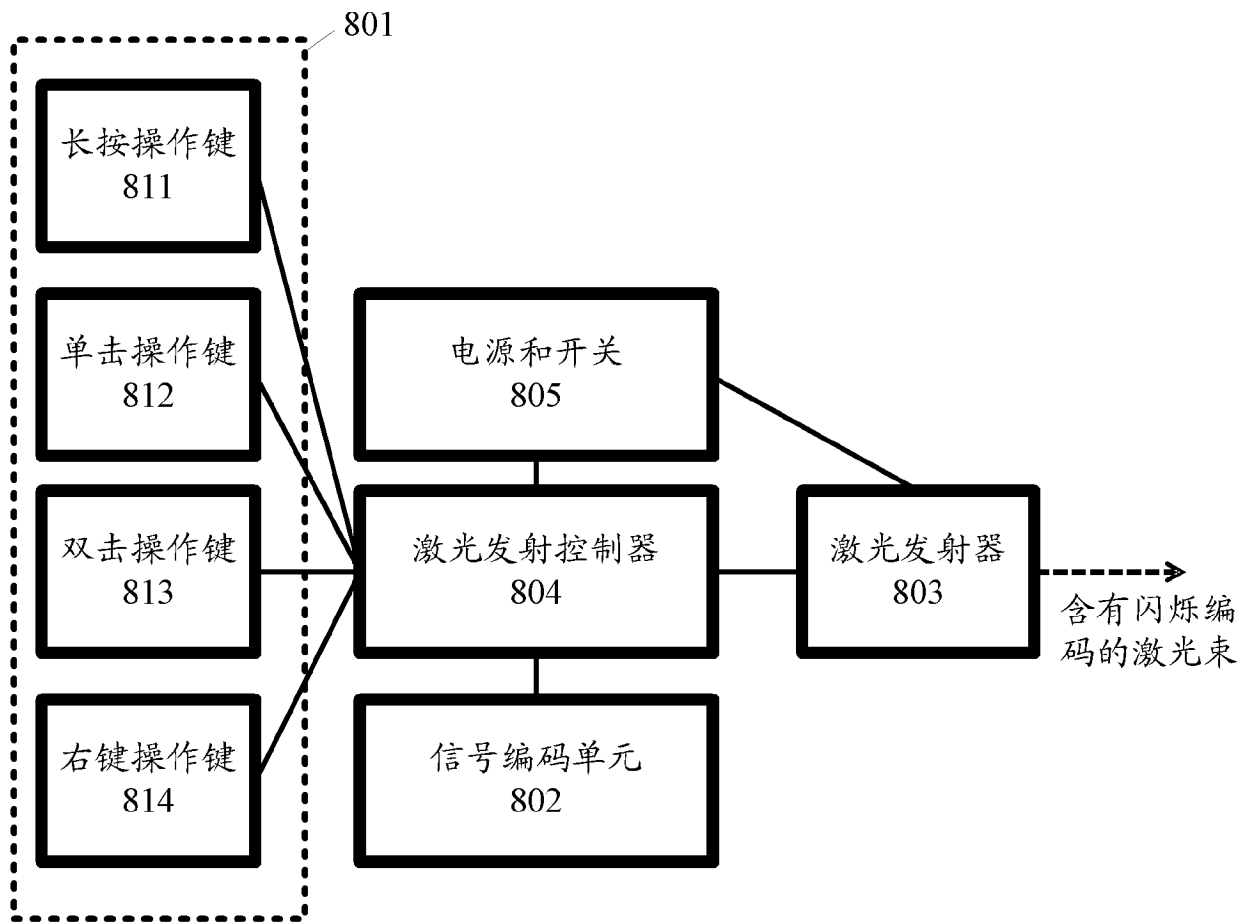 801
长按操作键
811
单击操作键
812
双击操作键
813
右键操作键
814
电源和开关
805
激光发射控制器
804
信号编码单元
802
激光发射器
803
含有闪烁编
码的激光束